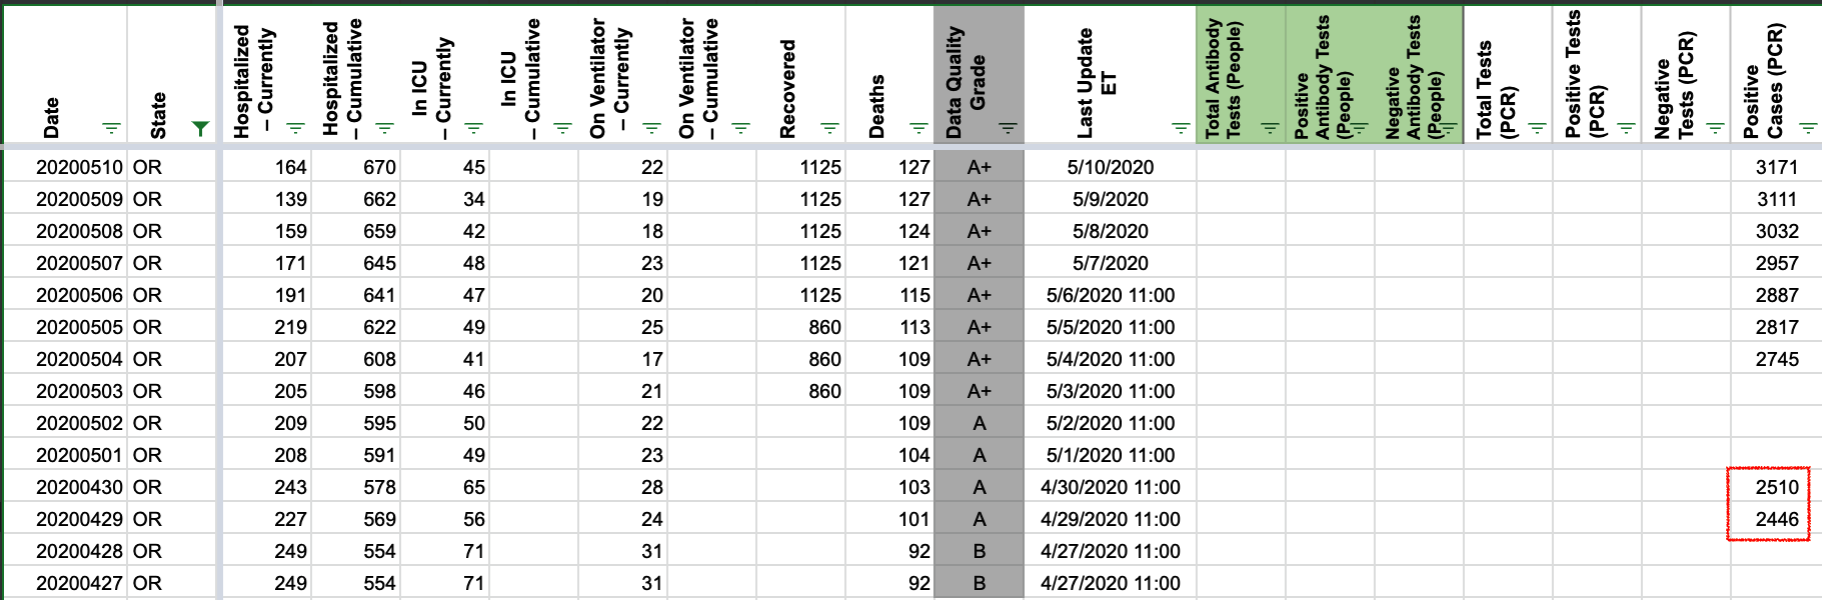 Date State Hospitalized – Currently Hospitalized – Cumulative In ICU – Currently In ICU – Cumulative On Ventilator – Currently On Ventilator – Cumulative Recovered Deaths Data Quality Grade Last Update ET Total Antibody Tests (People) Positive Antibody Tests (People) Negative Antibody Tests (People) Total Tests (PCR) Positive Tests (PCR) Negative Tests (PCR) Positive Cases (PCR)
20200510 OR 164 670 45 22 1125 127 A+ 5/10/2020 3171
20200509 OR 139 662 34 19 1125 127 A+ 5/9/2020 3111
20200508 OR 159 659 42 18 1125 124 A+ 5/8/2020 3032
20200507 OR 171 645 48 23 1125 121 A+ 5/7/2020 2957
20200506 OR 191 641 47 20 1125 115 A+ 5/6/2020 11:00 2887
20200505 OR 219 622 49 25 860 113 A+ 5/5/2020 11:00 2817
20200504 OR 207 608 41 17 860 109 A+ 5/4/2020 11:00 2745
20200503 OR 205 598 46 21 860 109 A+ 5/3/2020 11:00
20200502 OR 209 595 50 22 109 A 5/2/2020 11:00
20200501 OR 208 591 49 23 104 A 5/1/2020 11:00
20200430 OR 243 578 65 28 103 A 4/30/2020 11:00 2510
20200429 OR 227 569 56 24 101 A 4/29/2020 11:00 2446
20200428 OR 249 554 71 31 92 B 4/27/2020 11:00
20200427 OR 249 554 71 31 92 B 4/27/2020 11:00